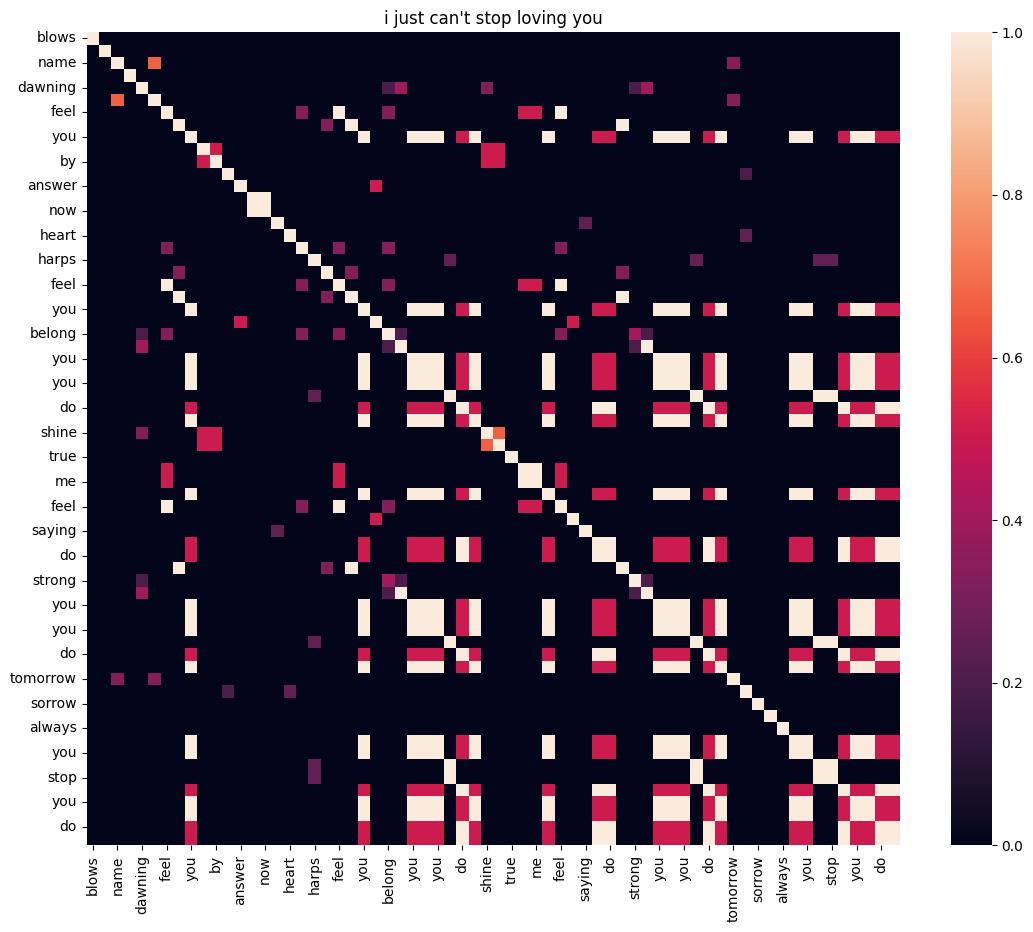 i just can't stop loving you
blows
name
dawning
feel
you
by
answer
now
heart
harps
feel
you
belong
you
you
do
shine
true
me
feel
saying
do
strong
you
you
do
tomorrow
sorrow
always
you
stop
you
do
1.0
0.8
0.6
0.4
0.2
0.0
blows
name
dawning
feel
you
by
answer
now
heart
harps
feel
you
belong
you
you
do
shine
true
me
feel
saying
do
strong
you
you
do
tomorrow
sorrow
always
you
stop
you
do